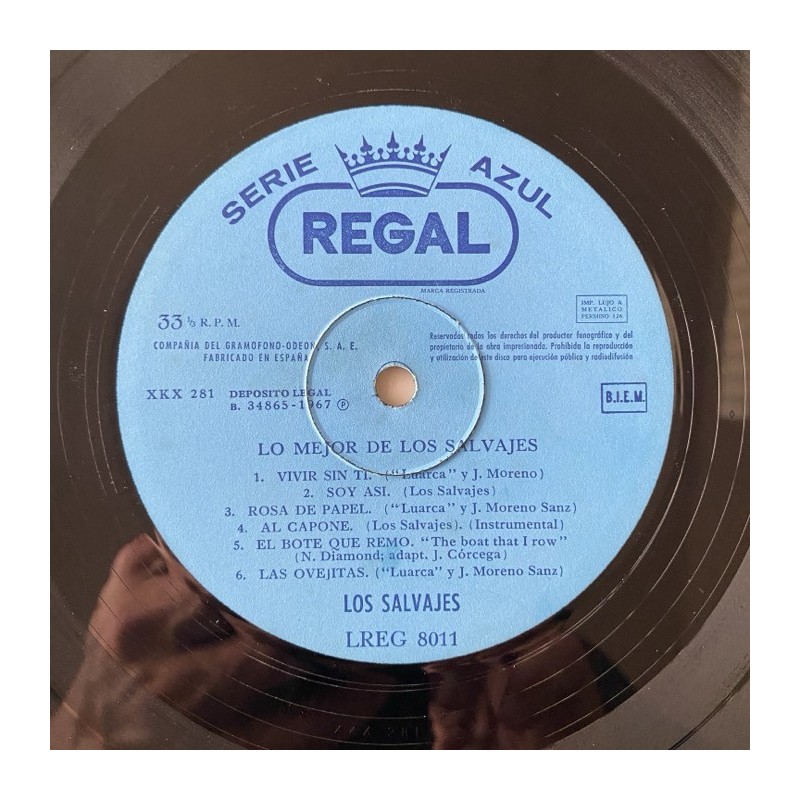 SERIE AZUL
REGAL
MARCA REGISTRADA
33 ⅓ R. P. M.
IMP. LUJO A
METALICO
PERMINO 126
COMPAÑIA DEL GRAMOFONO-ODEON, S. A. E.
FABRICADO EN ESPAÑA
Reservados todos los derechos del productor fonográfico y del
propietario de la obra impresionada. Prohibida la reproducción
y utilización de este disco para ejecución pública y radiodifusión
XKX 281
DEPOSITO LEGAL
B. 34865-1967 Ⓟ
B.I.E.M.
LO MEJOR DE LOS SALVAJES
1. VIVIR SIN TI. ("Luarca" y J. Moreno)
2. SOY ASI. (Los Salvajes)
3. ROSA DE PAPEL. ("Luarca" y J. Moreno Sanz)
4. AL CAPONE. (Los Salvajes). (Instrumental)
5. EL BOTE QUE REMO. "The boat that I row"
(N. Diamond; adapt. J. Córcega)
6. LAS OVEJITAS. ("Luarca" y J. Moreno Sanz)
LOS SALVAJES
LREG 8011